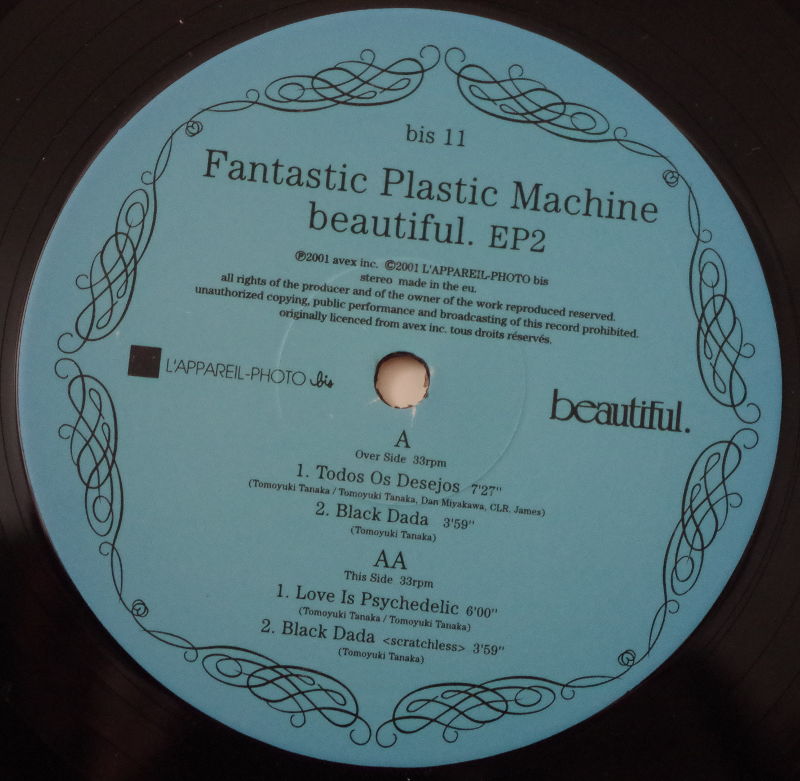 bis 11
Fantastic Plastic Machine
beautiful. EP2
℗2001 avex inc. ©2001 L'APPAREIL-PHOTO bis
stereo made in the eu.
all rights of the producer and of the owner of the work reproduced reserved.
unauthorized copying, public performance and broadcasting of this record prohibited.
originally licenced from avex inc. tous droits réservés.
L'APPAREIL-PHOTO bis
beautiful.
A
Over Side 33rpm
1. Todos Os Desejos 7'27"
(Tomoyuki Tanaka / Tomoyuki Tanaka, Dan Miyakawa, CLR. James)
2. Black Dada 3'59"
(Tomoyuki Tanaka)
AA
This Side 33rpm
1. Love Is Psychedelic 6'00"
(Tomoyuki Tanaka / Tomoyuki Tanaka)
2. Black Dada <scratchless> 3'59"
(Tomoyuki Tanaka)